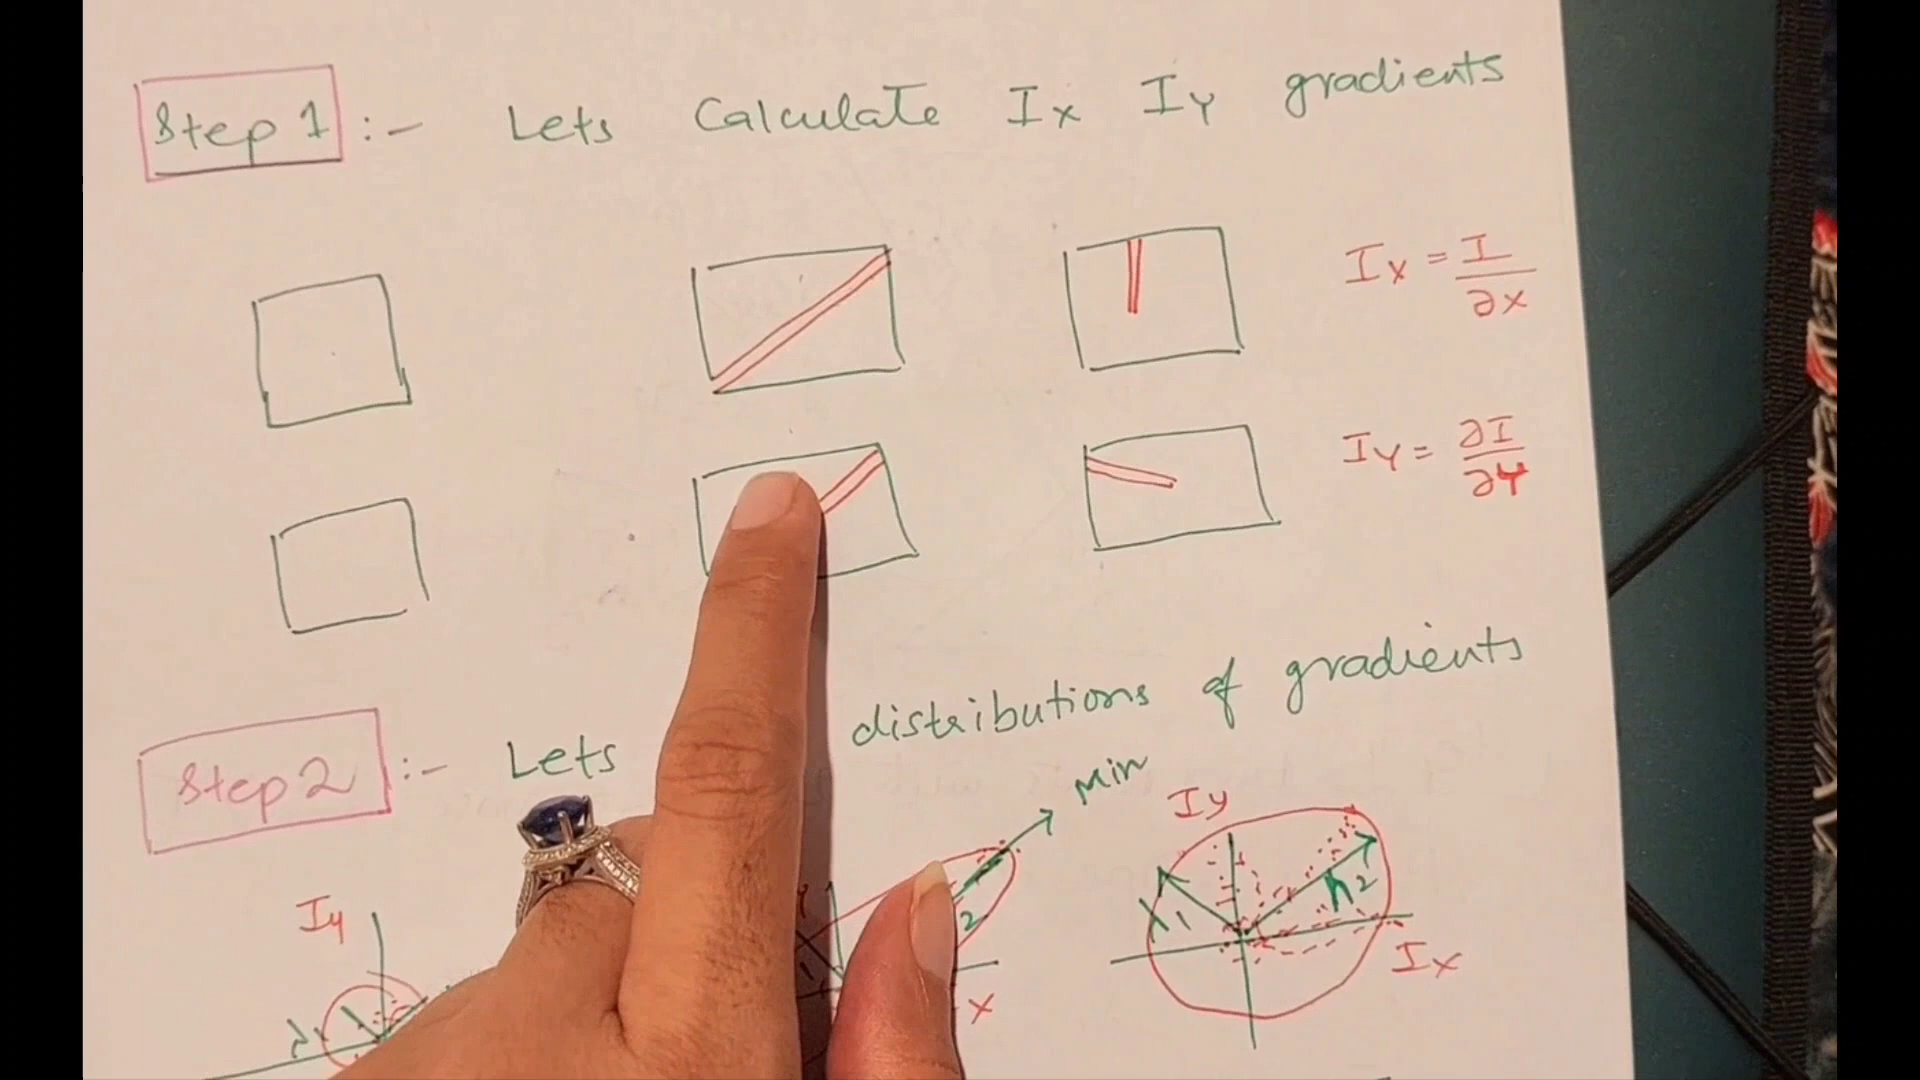 Step 1 :- Lets Calculate Ix Iy gradients
Ix = I/∂x
Iy = ∂I/∂y
Step 2 :- Lets distributions of gradients
Min
Iy
λ1
λ2
Ix
Iy
λ1
2
x